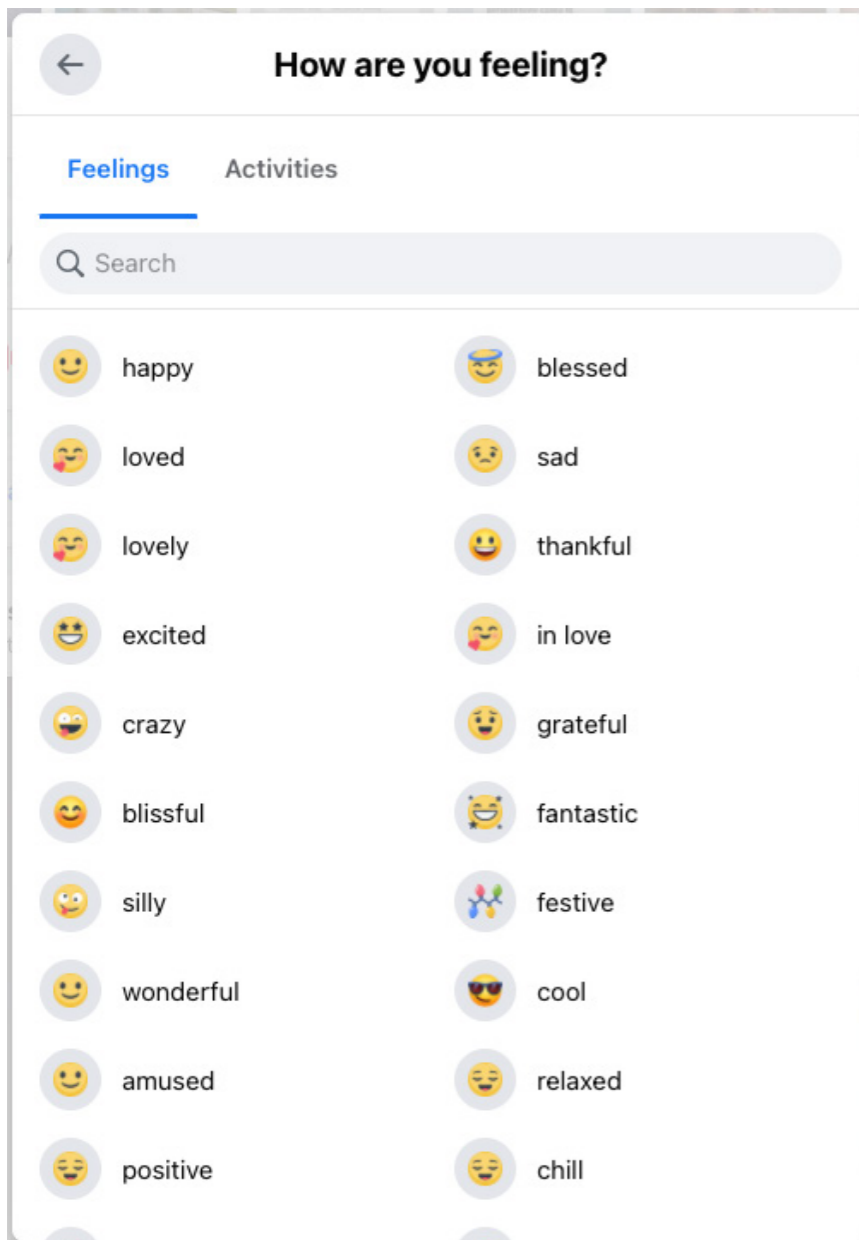 How are you feeling?
Feelings Activities
Search
happy blessed
loved sad
lovely thankful
excited in love
crazy grateful
blissful fantastic
silly festive
wonderful cool
amused relaxed
positive chill